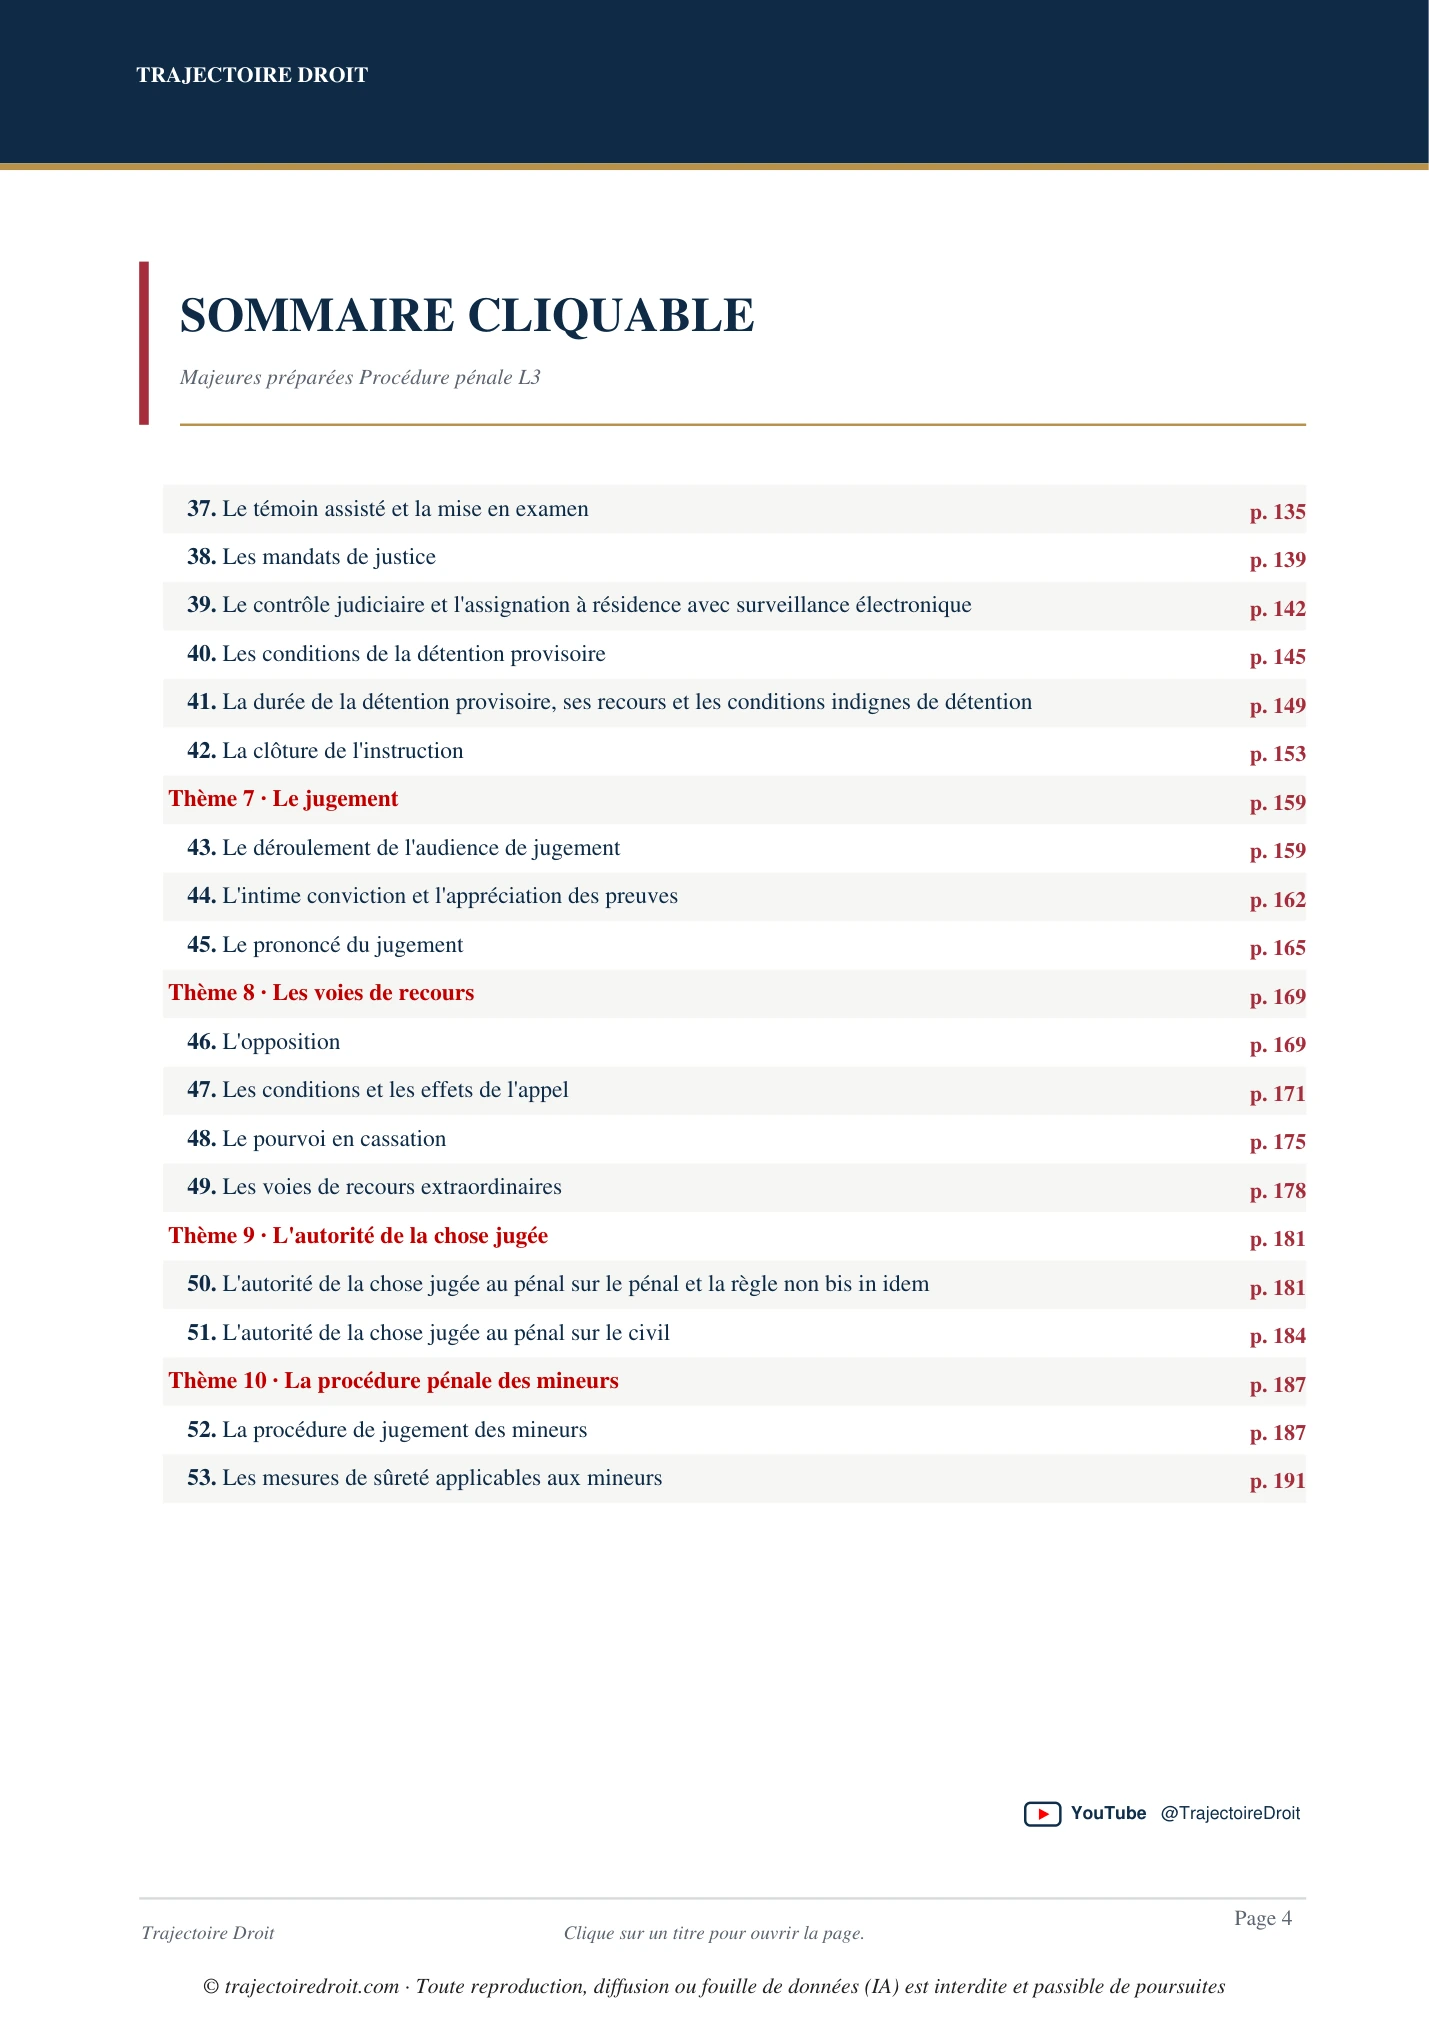 TRAJECTOIRE DROIT
SOMMAIRE CLIQUABLE
Majeures préparées Procédure pénale L3
37. Le témoin assisté et la mise en examen p. 135
38. Les mandats de justice p. 139
39. Le contrôle judiciaire et l'assignation à résidence avec surveillance électronique p. 142
40. Les conditions de la détention provisoire p. 145
41. La durée de la détention provisoire, ses recours et les conditions indignes de détention p. 149
42. La clôture de l'instruction p. 153
Thème 7 · Le jugement p. 159
43. Le déroulement de l'audience de jugement p. 159
44. L'intime conviction et l'appréciation des preuves p. 162
45. Le prononcé du jugement p. 165
Thème 8 · Les voies de recours p. 169
46. L'opposition p. 169
47. Les conditions et les effets de l'appel p. 171
48. Le pourvoi en cassation p. 175
49. Les voies de recours extraordinaires p. 178
Thème 9 · L'autorité de la chose jugée p. 181
50. L'autorité de la chose jugée au pénal sur le pénal et la règle non bis in idem p. 181
51. L'autorité de la chose jugée au pénal sur le civil p. 184
Thème 10 · La procédure pénale des mineurs p. 187
52. La procédure de jugement des mineurs p. 187
53. Les mesures de sûreté applicables aux mineurs p. 191
YouTube @TrajectoireDroit
Trajectoire Droit Clique sur un titre pour ouvrir la page. Page 4
© trajectoiredroit.com · Toute reproduction, diffusion ou fouille de données (IA) est interdite et passible de poursuites